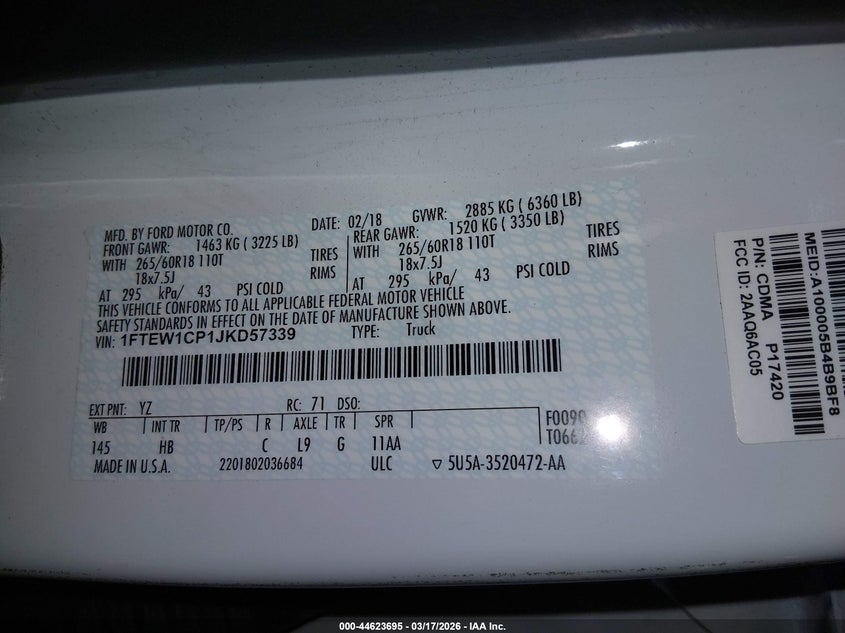 MFD. BY FORD MOTOR CO. DATE: 02/18 GVWR: 2885 KG ( 6360 LB)
FRONT GAWR: 1463 KG ( 3225 LB) REAR GAWR: 1520 KG ( 3350 LB)
WITH 265/60R18 110T TIRES WITH 265/60R18 110T TIRES
18x7.5J RIMS 18x7.5J RIMS
AT 295 kPa/ 43 PSI COLD AT 295 kPa/ 43 PSI COLD
THIS VEHICLE CONFORMS TO ALL APPLICABLE FEDERAL MOTOR VEHICLE
SAFETY STANDARDS IN EFFECT ON THE DATE OF MANUFACTURE SHOWN ABOVE.
VIN: 1FTEW1CP1JKD57339 TYPE: Truck
EXT PNT: YZ RC: 71 DSO:
WB INT TR TP/PS R AXLE TR SPR F0090
145 HB C L9 G 11AA T066
MADE IN U.S.A. 2201802036684 ULC ▽ 5U5A-3520472-AA
MEID:A100005B4B9BF8
P/N: CDMA P17420
FCC ID: 2AAQ6AC05
000-44623695 - 03/17/2026 - IAA Inc.